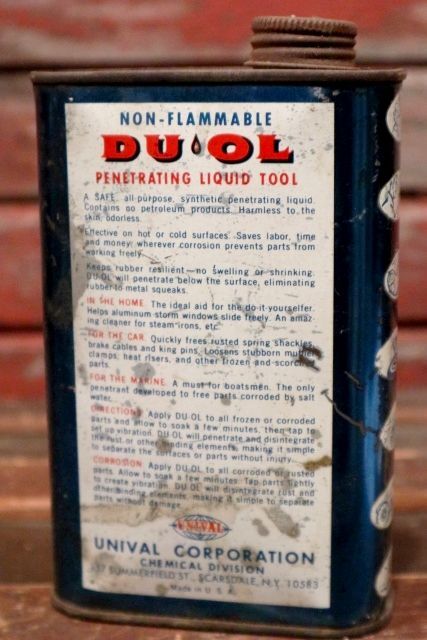 NON-FLAMMABLE
DU·OL
PENETRATING LIQUID TOOL
A SAFE, all-purpose, synthetic penetrating liquid.
Contains no petroleum products. Harmless to the
skin, odorless.
Effective on hot or cold surfaces. Saves labor, time
and money wherever corrosion prevents parts from
working freely.
Keeps rubber resilient—no swelling or shrinking.
DU-OL will penetrate below the surface, eliminating
rubber to metal squeaks.
IN THE HOME The ideal aid for the do-it-yourselfer.
Helps aluminum storm windows slide freely. An amaz-
ing cleaner for steam irons, etc.
FOR THE CAR Quickly frees rusted spring shackles,
brake cables and king pins. Loosens stubborn muffler
clamps, heat risers, and other frozen and scorched
parts.
FOR THE MARINE A must for boatsmen. The only
penetrant developed to free parts corroded by salt
water.
DIRECTIONS Apply DU-OL to all frozen or corroded
parts and allow to soak a few minutes, then tap to
set up vibration. DU-OL will penetrate and disintegrate
the rust or other binding elements, making it simple
to separate the surfaces or parts without injury.
CORROSION Apply DU-OL to all corroded or rusted
parts. Allow to soak a few minutes. Tap parts lightly
to create vibration. DU-OL will disintegrate rust and
other binding elements, making it simple to separate
parts without damage.
UNIVAL
UNIVAL CORPORATION
CHEMICAL DIVISION
SUMMERFIELD ST., SCARSDALE, N.Y. 10583
Made in U.S.A.